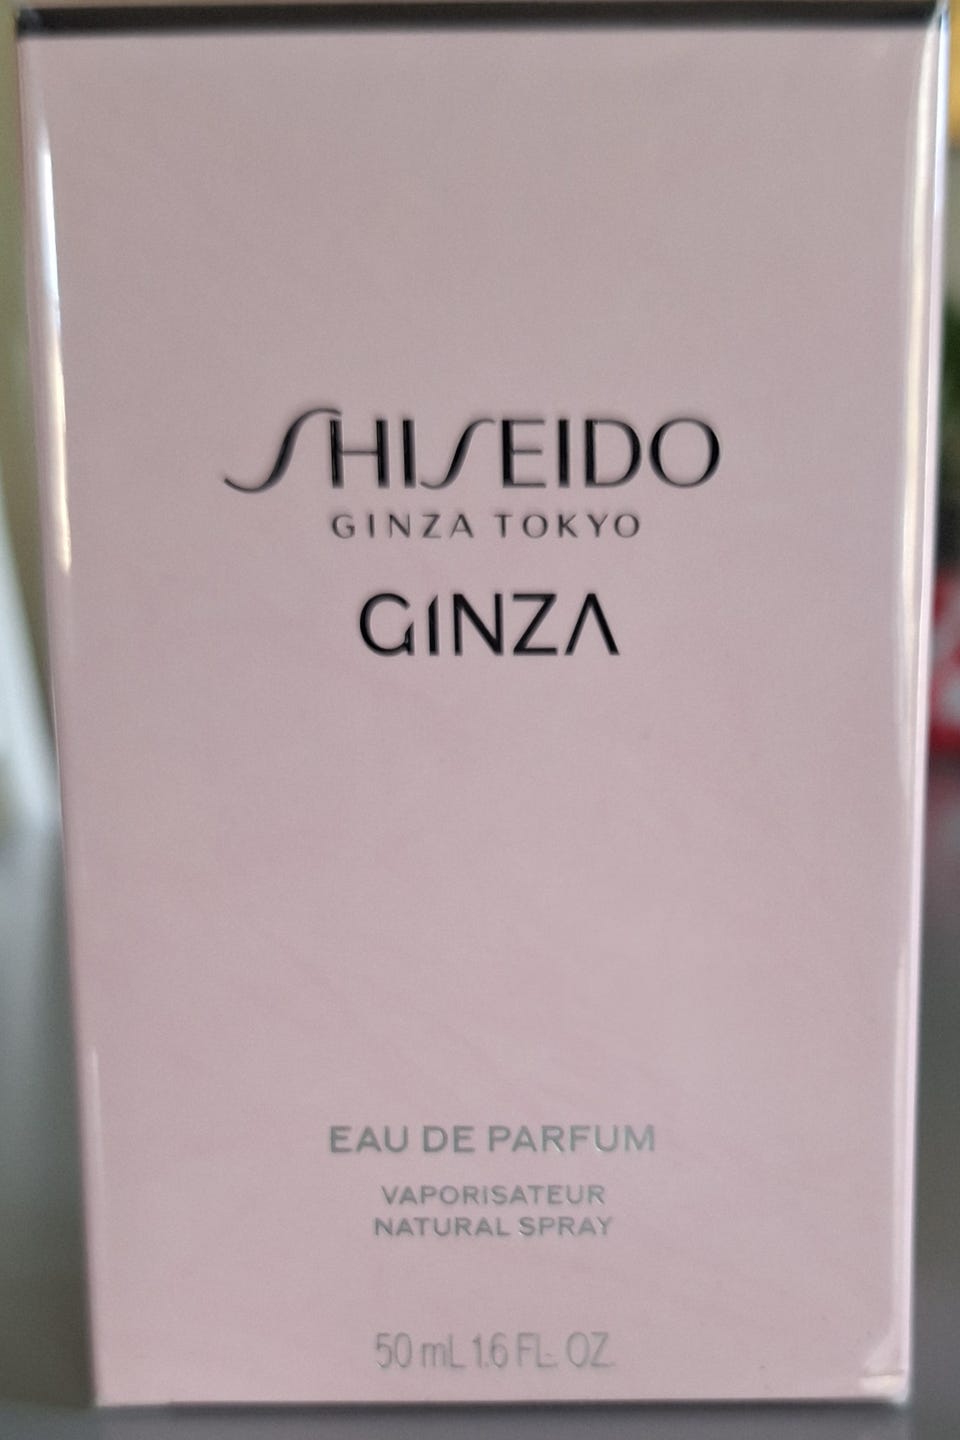 SHISEIDO
GINZA TOKYO
GINZA
EAU DE PARFUM
VAPORISATEUR
NATURAL SPRAY
50 mL 1.6 FL. OZ.